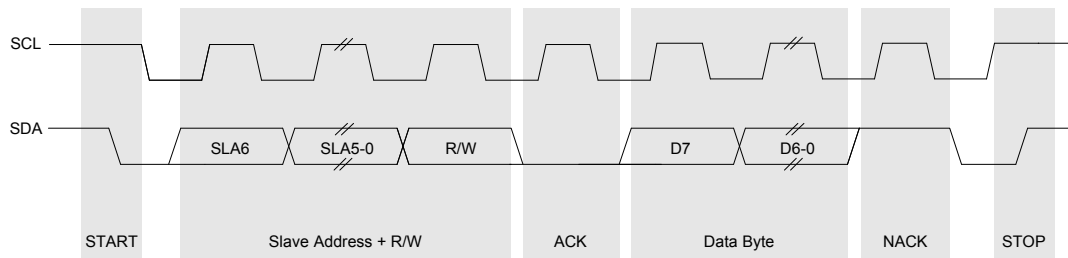 SCL
SDA
SLA6 SLA5-0 R/W D7 D6-0
START Slave Address + R/W ACK Data Byte NACK STOP